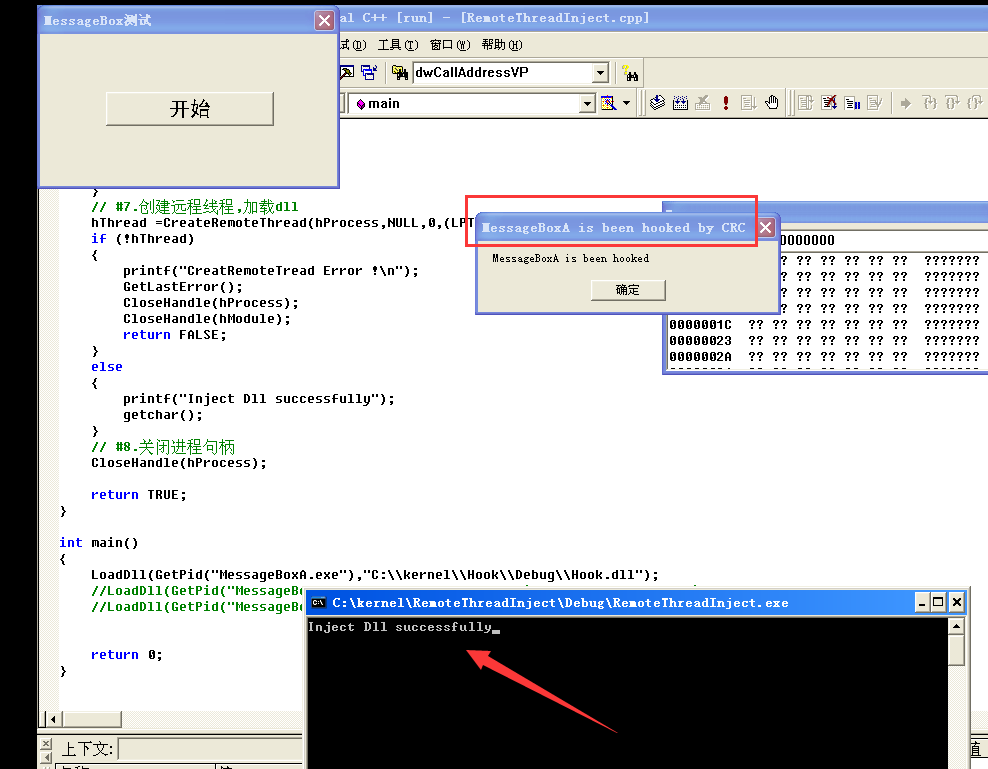 MessageBox测试
al C++ [run] - [RemoteThreadInject.cpp]
开始
试(D) 工具(T) 窗口(W) 帮助(H)
dwCallAddressVP
main
}
// #7.创建远程线程,加载dll
hThread =CreateRemoteThread(hProcess,NULL,0,(LPT
if (!hThread)
{
printf("CreatRemoteTread Error !\n");
GetLastError();
CloseHandle(hProcess);
CloseHandle(hModule);
return FALSE;
}
else
{
printf("Inject Dll successfully");
getchar();
}
// #8.关闭进程句柄
CloseHandle(hProcess);
return TRUE;
}
int main()
{
LoadDll(GetPid("MessageBoxA.exe"),"C:\\kernel\\Hook\\Debug\\Hook.dll");
//LoadDll(GetPid("MessageBo
//LoadDll(GetPid("MessageBo
return 0;
}
MessageBoxA is been hooked by CRC
MessageBoxA is been hooked
确定
0000000
?? ?? ?? ?? ?? ?? ???????
?? ?? ?? ?? ?? ?? ???????
?? ?? ?? ?? ?? ?? ???????
?? ?? ?? ?? ?? ?? ???????
0000001C ?? ?? ?? ?? ?? ?? ?? ???????
00000023 ?? ?? ?? ?? ?? ?? ?? ???????
0000002A ?? ?? ?? ?? ?? ?? ?? ???????
C:\kernel\RemoteThreadInject\Debug\RemoteThreadInject.exe
Inject Dll successfully_
上下文:
值